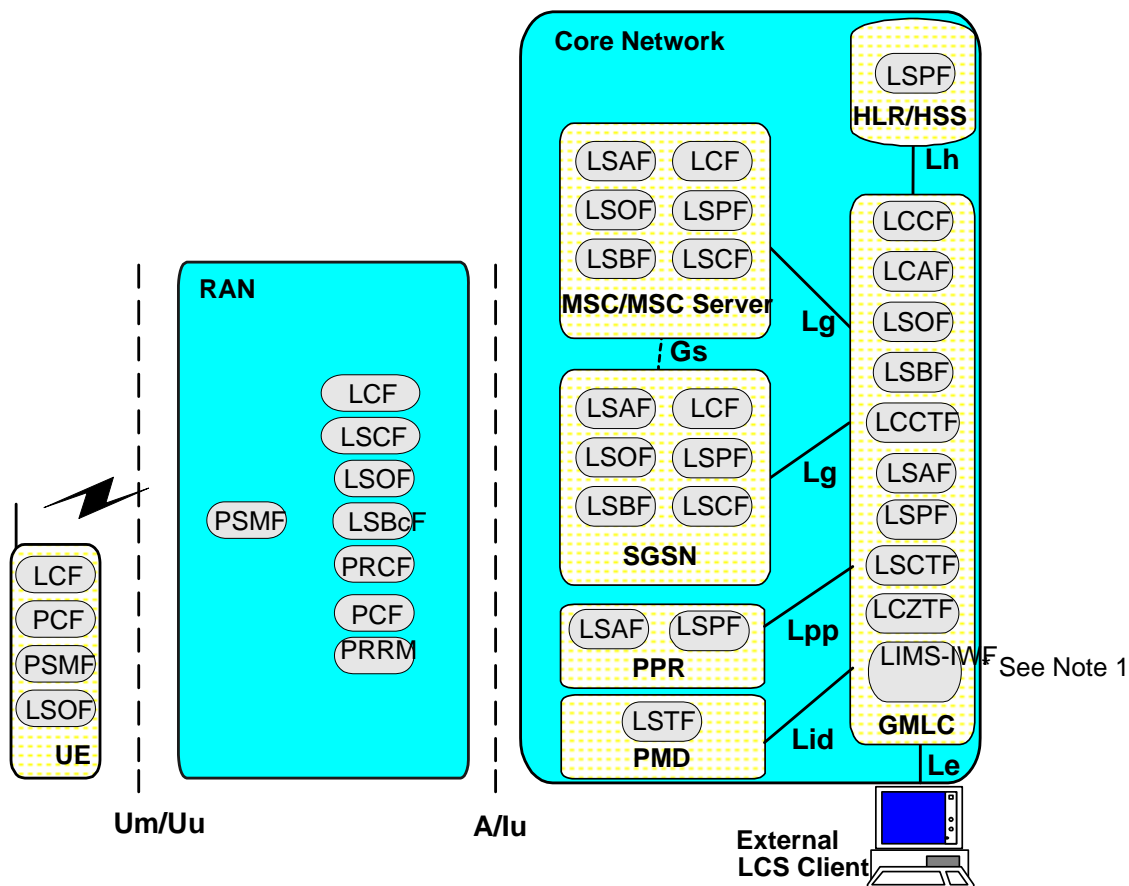 Core Network
LSPF
HLR/HSS
Lh
LSAF LCF
LSOF LSPF
LSBF LSCF
MSC/MSC Server
Lg
Gs
LSAF LCF
LSOF LSPF
LSBF LSCF
SGSN
Lg
LSAF LSPF
PPR
Lpp
LSTF
PMD
Lid
LCCF
LCAF
LSOF
LSBF
LCCTF
LSAF
LSPF
LSCTF
LCZTF
LIMS-IWF
* See Note 1
GMLC
Le
RAN
LCF
LSCF
LSOF
PSMF
LSBcF
PRCF
PCF
PRRM
LCF
PCF
PSMF
LSOF
UE
Um/Uu
A/Iu
External
LCS Client